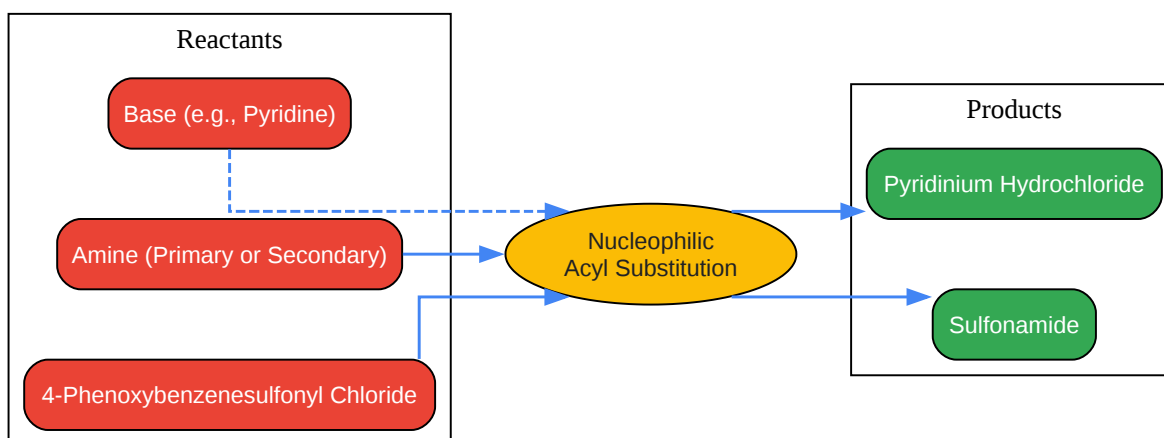 Reactants
Base (e.g., Pyridine)
Amine (Primary or Secondary)
4-Phenoxybenzenesulfonyl Chloride
Nucleophilic
Acyl Substitution
Products
Pyridinium Hydrochloride
Sulfonamide